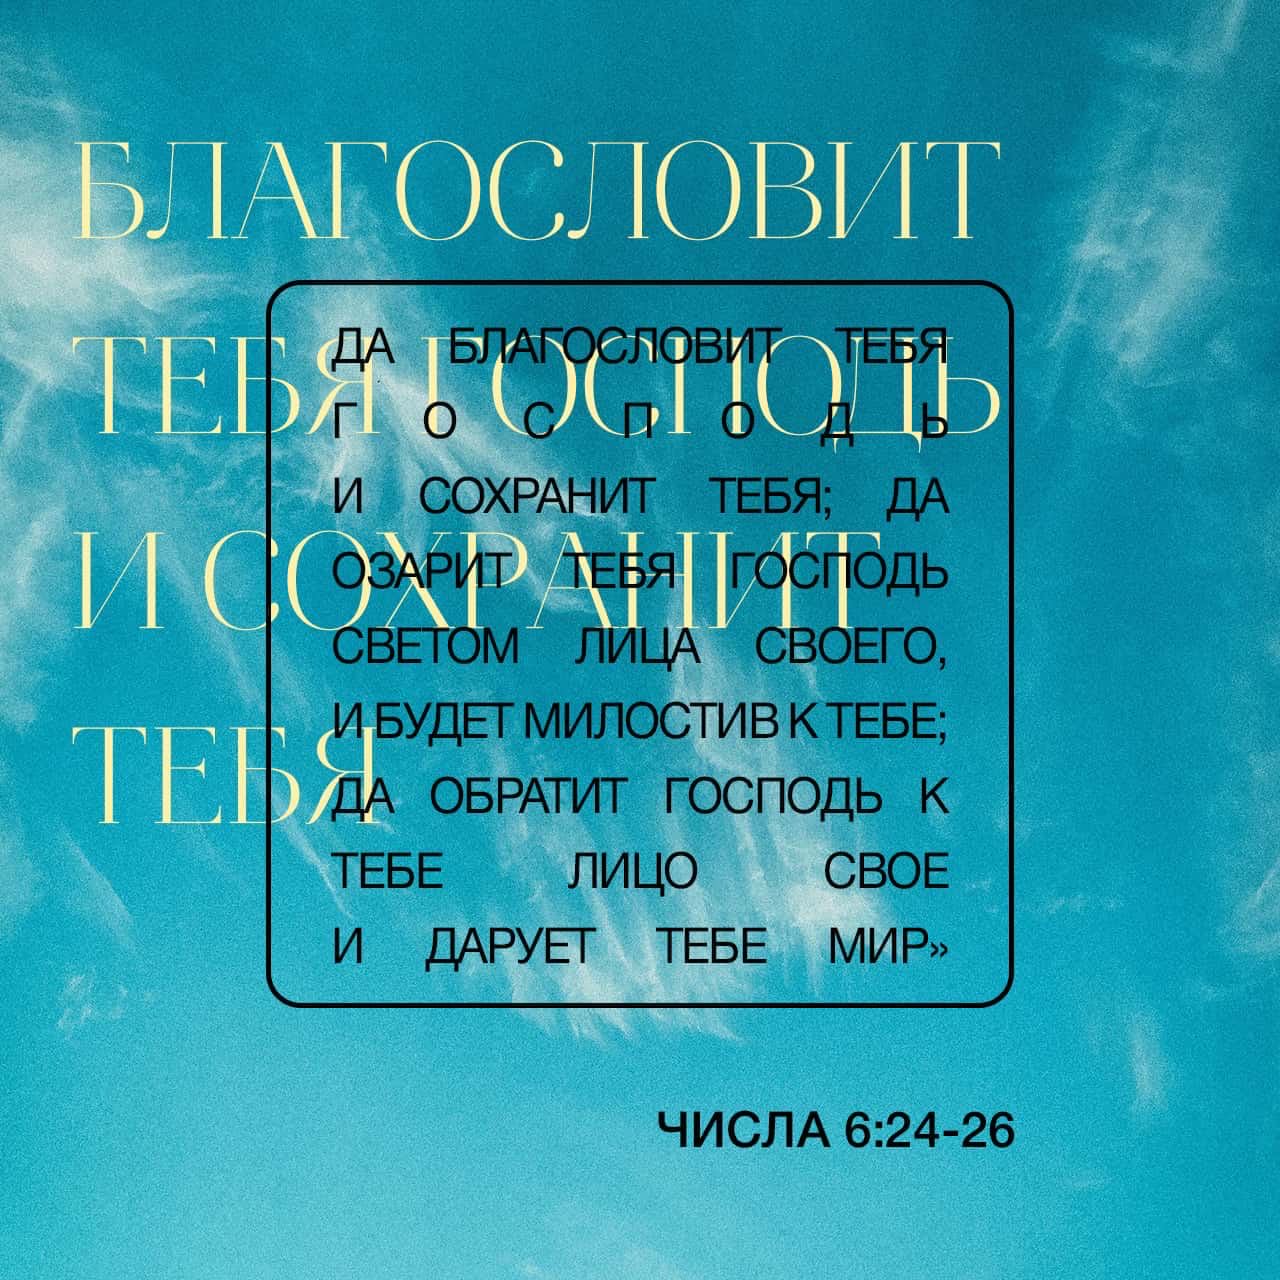 БЛАГОСЛОВИТ
ТЕБЯ ГОСПОДЬ
И СОХРАНИТ
ТЕБЯ
ДА БЛАГОСЛОВИТ ТЕБЯ
ГОСПОДЬ
И СОХРАНИТ ТЕБЯ; ДА
ОЗАРИТ ТЕБЯ ГОСПОДЬ
СВЕТОМ ЛИЦА СВОЕГО,
И БУДЕТ МИЛОСТИВ К ТЕБЕ;
ДА ОБРАТИТ ГОСПОДЬ К
ТЕБЕ ЛИЦО СВОЕ
И ДАРУЕТ ТЕБЕ МИР»
ЧИСЛА 6:24-26